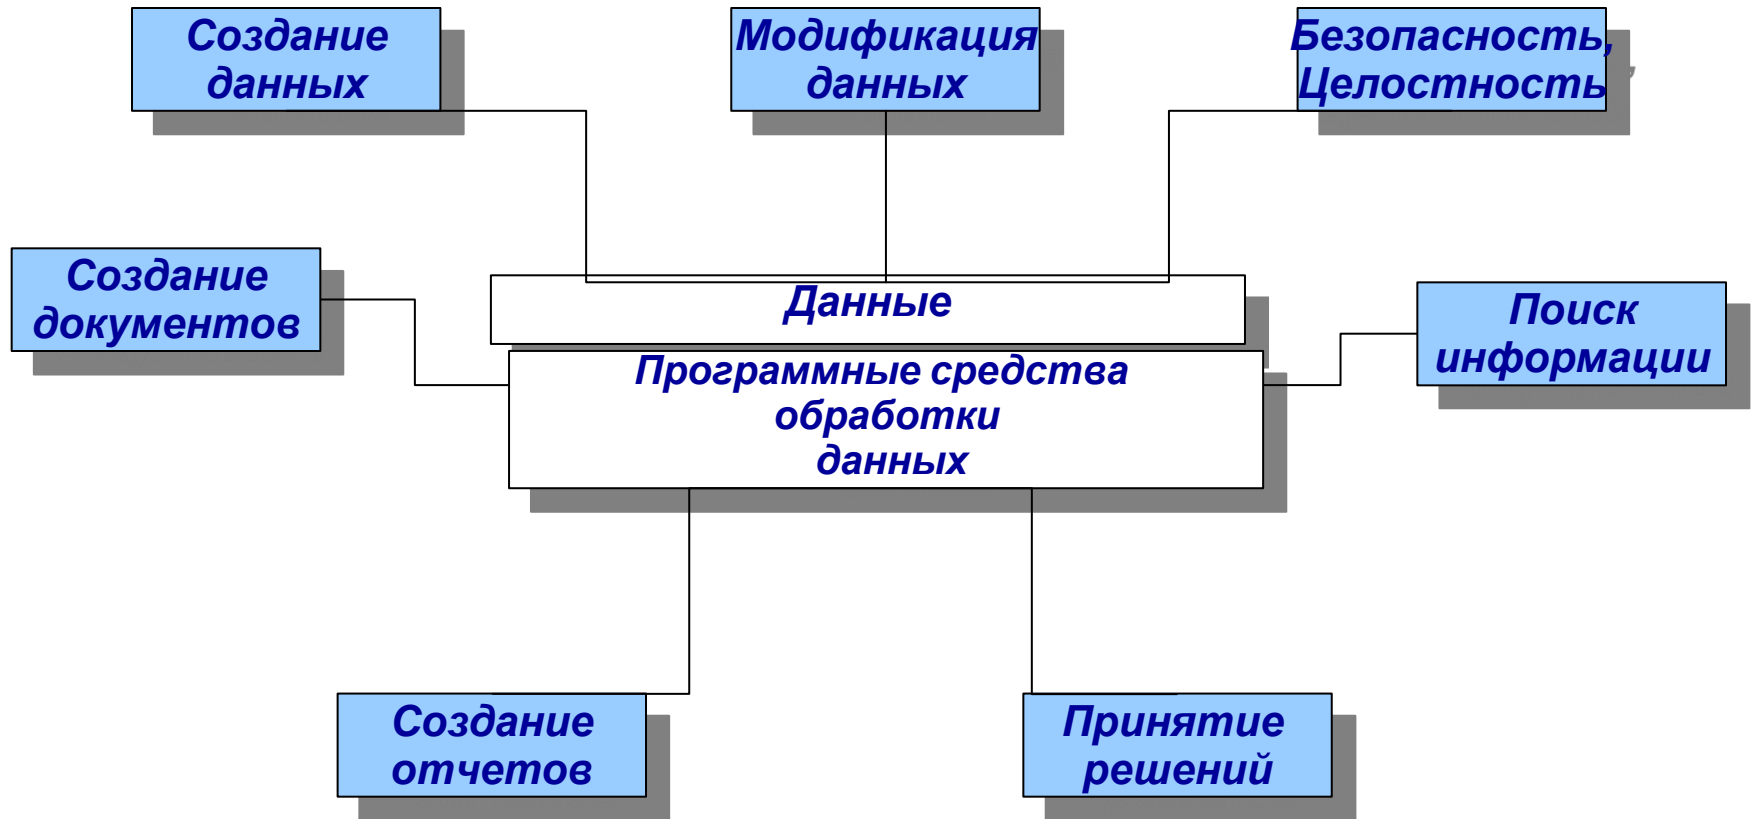 Создание
данных
Модификация
данных
Безопасность,
Целостность
Создание
документов
Данные
Поиск
информации
Программные средства
обработки
данных
Создание
отчетов
Принятие
решений